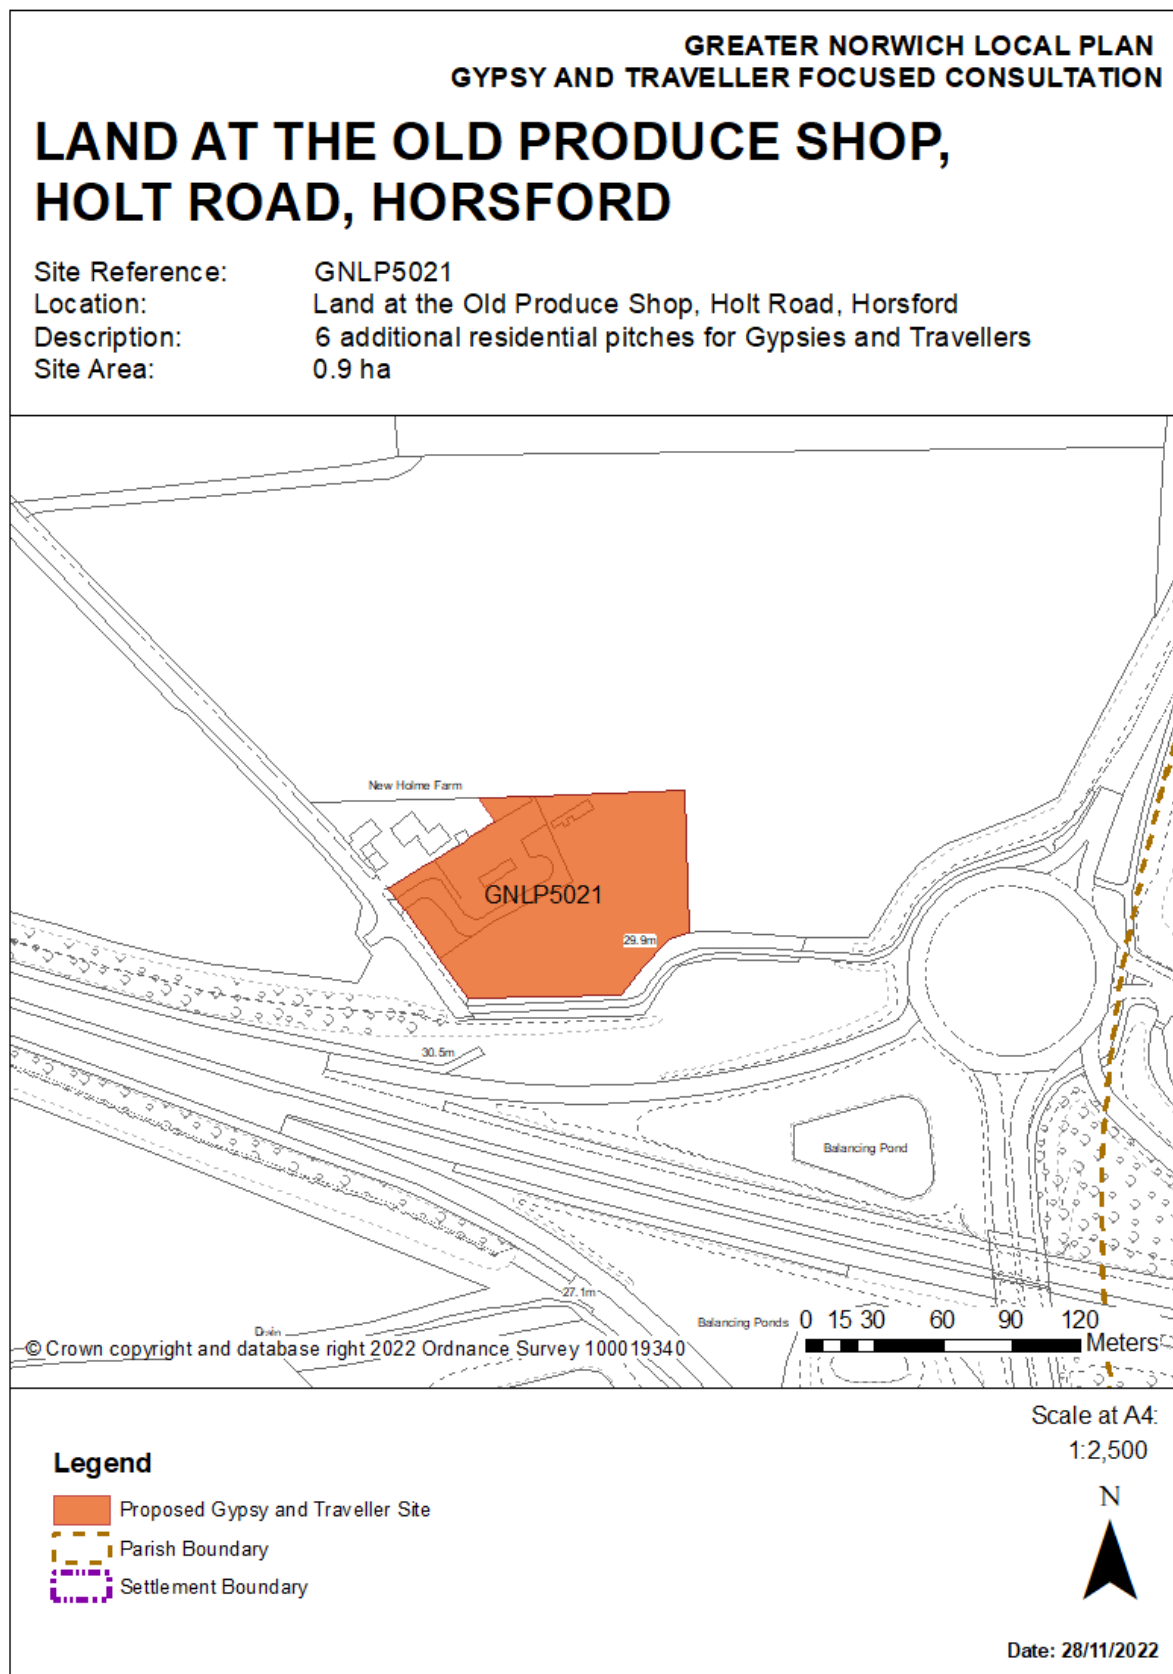 GREATER NORWICH LOCAL PLAN
GYPSY AND TRAVELLER FOCUSED CONSULTATION
LAND AT THE OLD PRODUCE SHOP,
HOLT ROAD, HORSFORD
Site Reference: GNLP5021
Location: Land at the Old Produce Shop, Holt Road, Horsford
Description: 6 additional residential pitches for Gypsies and Travellers
Site Area: 0.9 ha
New Holme Farm
GNLP5021
29.9m
30.5m
Balancing Pond
27.1m
Drain
Balancing Ponds
0 15 30 60 90 120
Meters
© Crown copyright and database right 2022 Ordnance Survey 100019340
Scale at A4:
1:2,500
N
Legend
Proposed Gypsy and Traveller Site
Parish Boundary
Settlement Boundary
Date: 28/11/2022